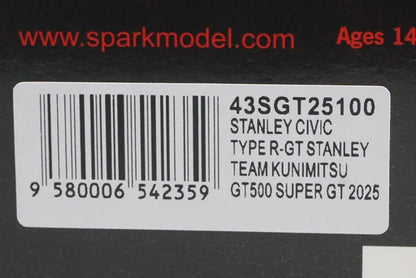 www.sparkmodel.com Ages 14
43SGT25100
STANLEY CIVIC
TYPE R-GT STANLEY
TEAM KUNIMITSU
GT500 SUPER GT 2025
9 580006 542359